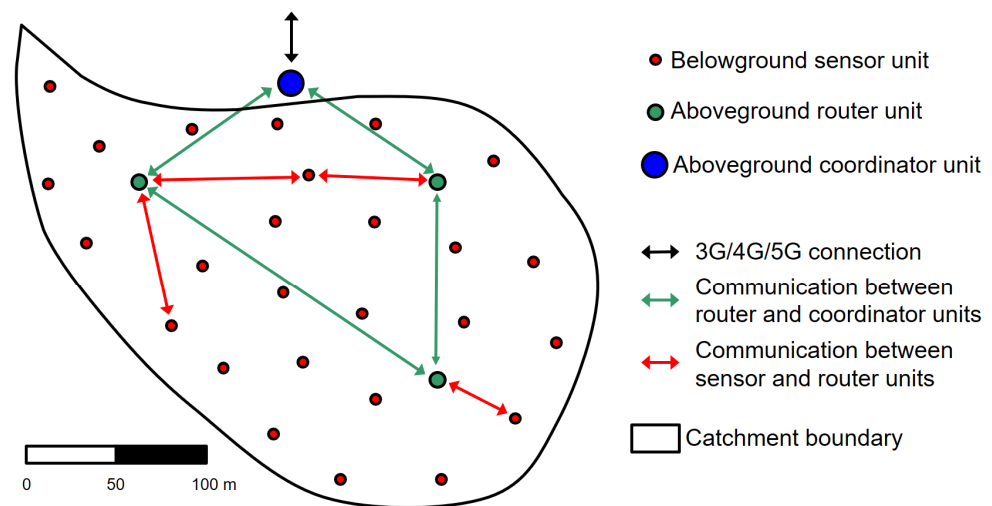 Belowground sensor unit
Aboveground router unit
Aboveground coordinator unit
3G/4G/5G connection
Communication between
router and coordinator units
Communication between
sensor and router units
Catchment boundary
0 50 100 m